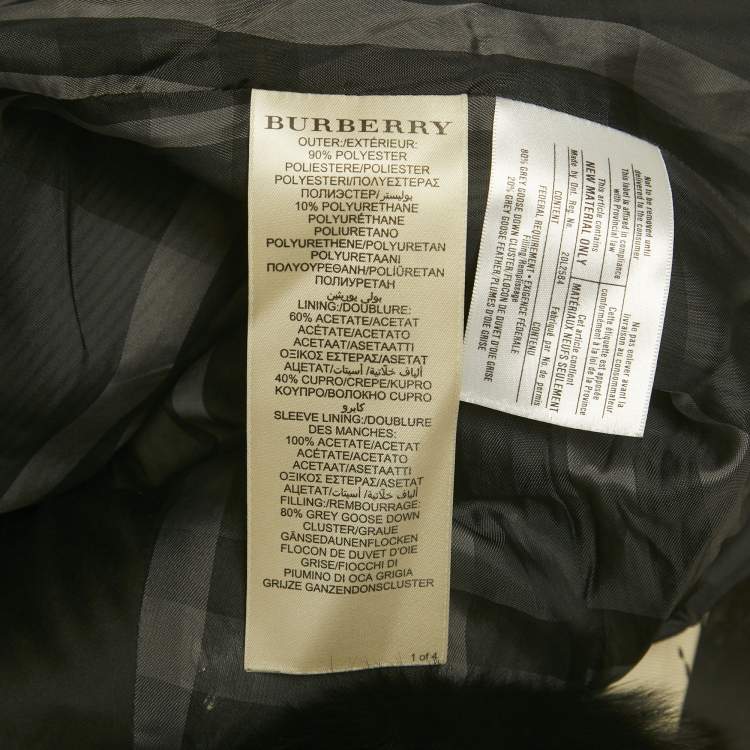 BURBERRY
OUTER:/EXTÉRIEUR:
90% POLYESTER
POLIESTERE/POLIESTER
POLYESTERI/ΠΟΛΥΕΣΤΕΡΑΣ
ПОЛИЭСТЕР/بوليستر
10% POLYURETHANE
POLYURÉTHANE
POLIURETANO
POLYURETHENE/POLYURETAN
POLYURETAANI
ΠΟΛΥΟΥΡΕΘΑΝΗ/POLIÜRETAN
ПОЛИУРЕТАН
بولي يوريتين
LINING:/DOUBLURE:
60% ACETATE/ACETAT
ACÉTATE/ACETATO
ACETAAT/ASETAATTI
ΟΞΙΚΟΣ ΕΣΤΕΡΑΣ/ASETAT
АЦЕТАТ/ألياف خلاتية/أسيتات
40% CUPRO/CREPE/KUPRO
ΚΟΥΠΡΟ/ВОЛОКНО CUPRO
كابرو
SLEEVE LINING:/DOUBLURE
DES MANCHES:
100% ACETATE/ACETAT
ACÉTATE/ACETATO
ACETAAT/ASETAATTI
ΟΞΙΚΟΣ ΕΣΤΕΡΑΣ/ASETAT
АЦЕТАТ/ألياف خلاتية/أسيتات
FILLING:/REMBOURRAGE:
80% GREY GOOSE DOWN
CLUSTER/GRAUE
GÄNSEDAUNENFLOCKEN
FLOCON DE DUVET D'OIE
GRISE/FIOCCHI DI
PIUMINO DI OCA GRIGIA
GRIJZE GANZENDONSCLUSTER
1 of 4
Not to be removed until
delivered to the consumer
This label is affixed in compliance
with Provincial law
Ne pas enlever avant la
livraison au consommateur
Cette étiquette est apposée
conformément à la loi de la Province
This article contains
NEW MATERIAL ONLY
Cet article contient
MATÉRIAUX NEUFS SEULEMENT
Made by Ont. Reg. No. 20L2584 Fabriqué par No. de permis
CONTENT CONTENU
FEDERAL REQUIREMENT • EXIGENCE FÉDÉRALE
Filling/Remplissage
80% GREY GOOSE DOWN CLUSTER/FLOCON DE DUVET D'OIE GRISE
20% GREY GOOSE FEATHER/PLUMES D'OIE GRISE